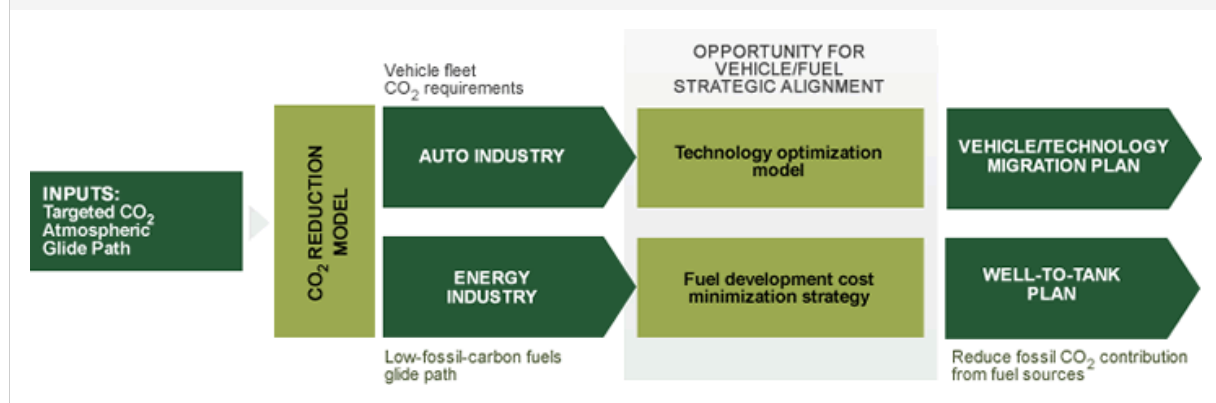 INPUTS:
Targeted CO₂
Atmospheric
Glide Path
CO₂ REDUCTION
MODEL
Vehicle fleet
CO₂ requirements
AUTO INDUSTRY
ENERGY
INDUSTRY
Low-fossil-carbon fuels
glide path
OPPORTUNITY FOR
VEHICLE/FUEL
STRATEGIC ALIGNMENT
Technology optimization
model
Fuel development cost
minimization strategy
VEHICLE/TECHNOLOGY
MIGRATION PLAN
WELL-TO-TANK
PLAN
Reduce fossil CO₂ contribution
from fuel sources